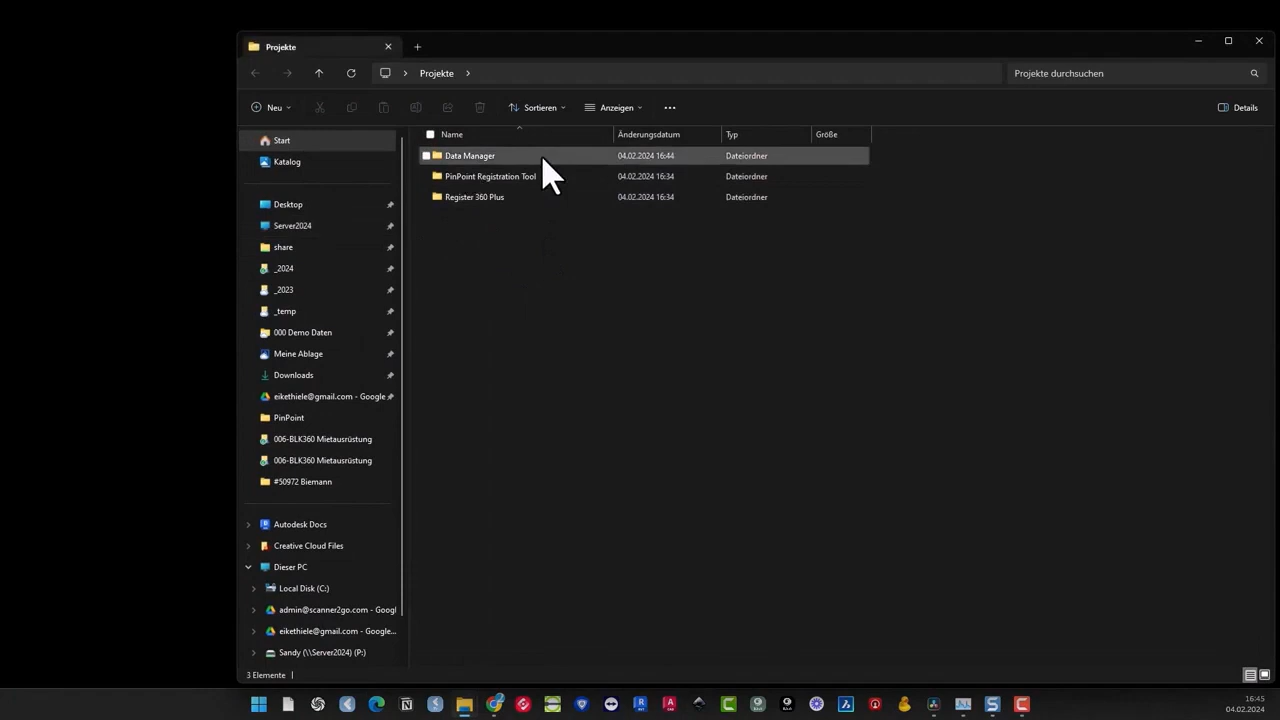 Projekte
Projekte
Projekte durchsuchen
Neu
Sortieren
Anzeigen
Details
Name Änderungsdatum Typ Größe
Data Manager 04.02.2024 16:44 Dateiordner
PinPoint Registration Tool 04.02.2024 16:34 Dateiordner
Register 360 Plus 04.02.2024 16:34 Dateiordner
Start
Katalog
Desktop
Server2024
share
_2024
_2023
_temp
000 Demo Daten
Meine Ablage
Downloads
eikethiele@gmail.com - Google
PinPoint
006-BLK360 Mietausrüstung
006-BLK360 Mietausrüstung
#50972 Biemann
Autodesk Docs
Creative Cloud Files
Dieser PC
Local Disk (C:)
admin@scanner2go.com - Googl
eikethiele@gmail.com - Google...
Sandy (\\Server2024) (P:)
3 Elemente
16:45
04.02.2024